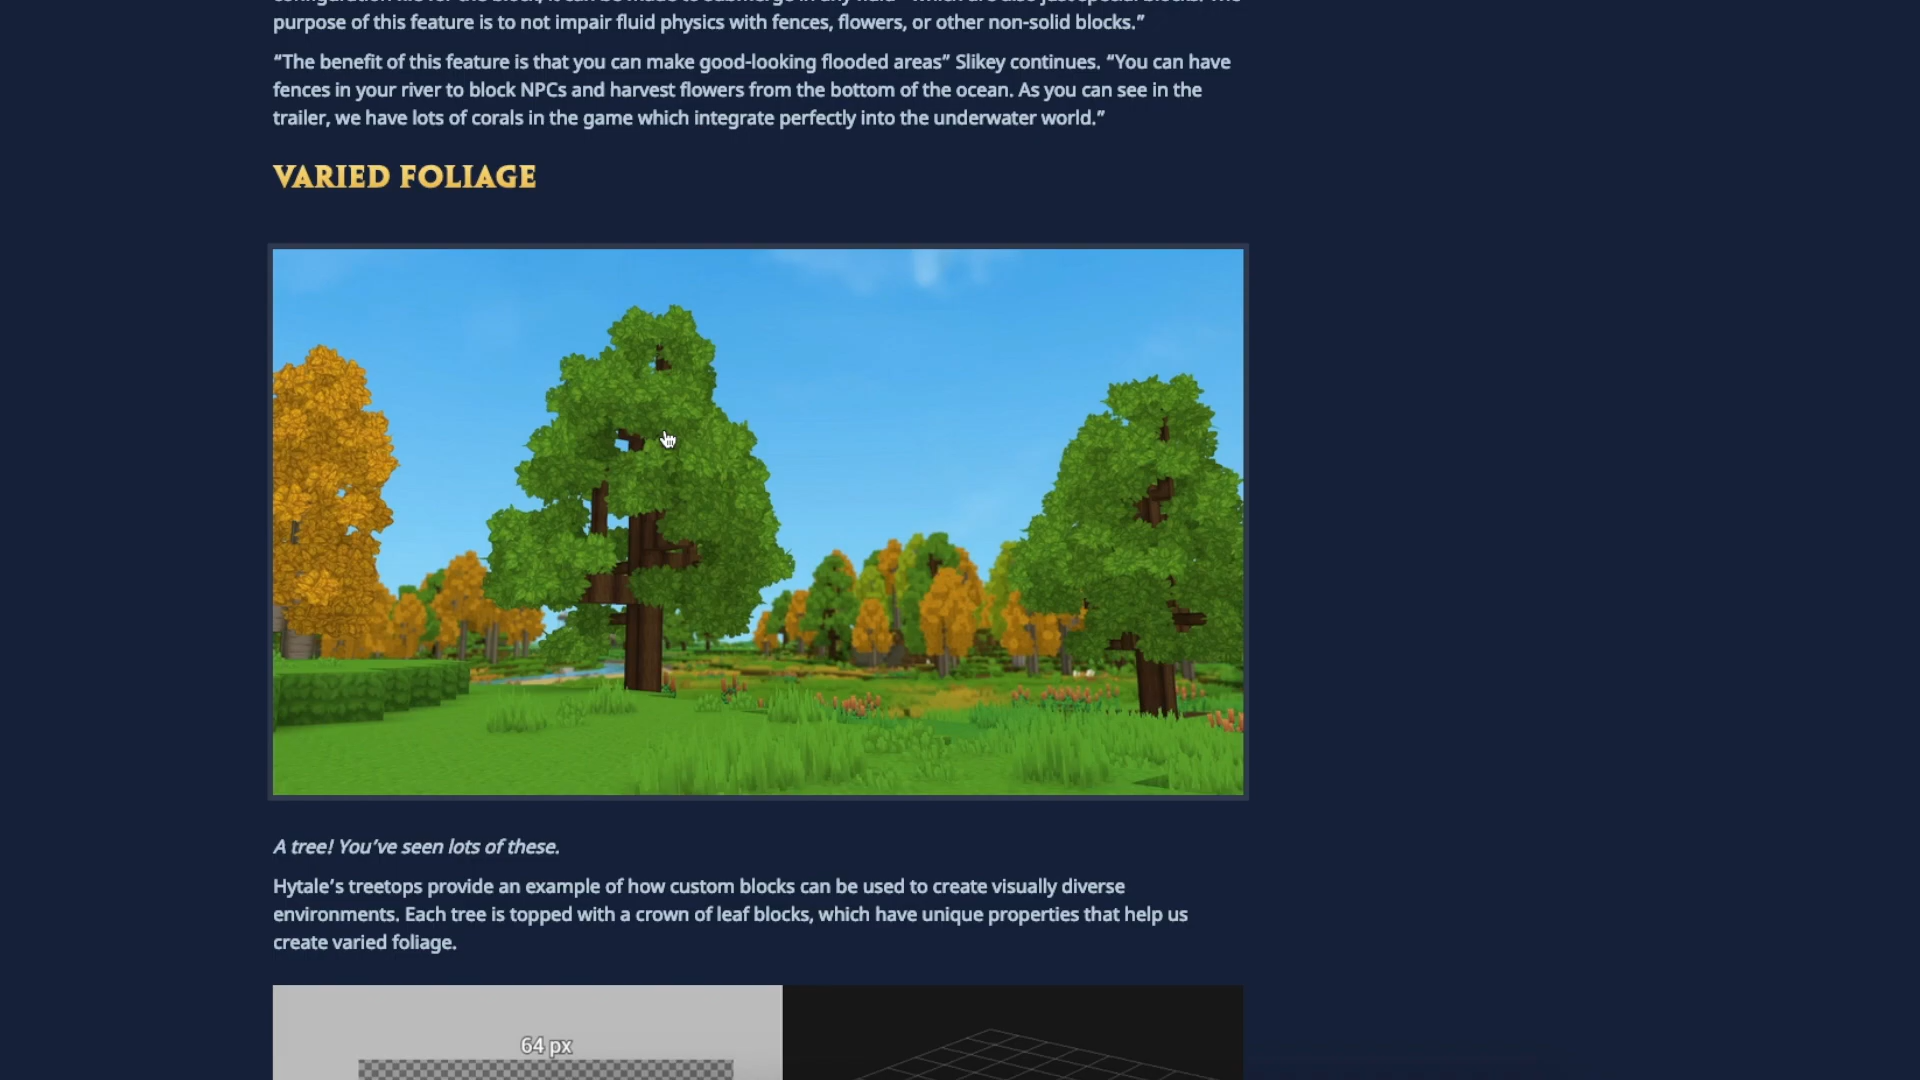 purpose of this feature is to not impair fluid physics with fences, flowers, or other non-solid blocks.”
“The benefit of this feature is that you can make good-looking flooded areas” Slikey continues. “You can have
fences in your river to block NPCs and harvest flowers from the bottom of the ocean. As you can see in the
trailer, we have lots of corals in the game which integrate perfectly into the underwater world.”
VARIED FOLIAGE
A tree! You’ve seen lots of these.
Hytale’s treetops provide an example of how custom blocks can be used to create visually diverse
environments. Each tree is topped with a crown of leaf blocks, which have unique properties that help us
create varied foliage.
64 px